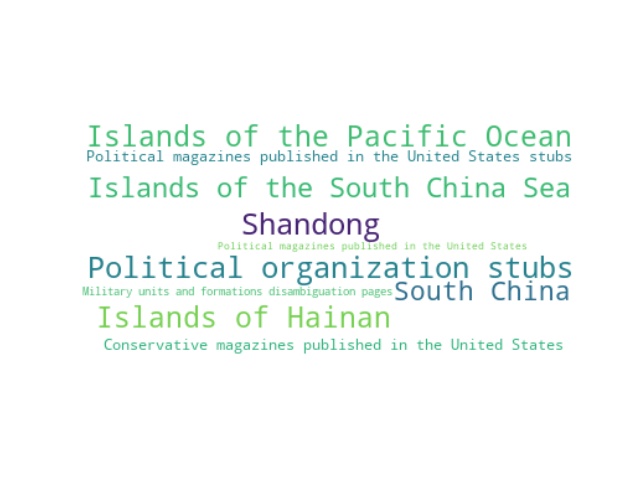 Islands of the Pacific Ocean
Political magazines published in the United States stubs
Islands of the South China Sea
Shandong
Political magazines published in the United States
Political organization stubs
Military units and formations disambiguation pages
South China
Islands of Hainan
Conservative magazines published in the United States